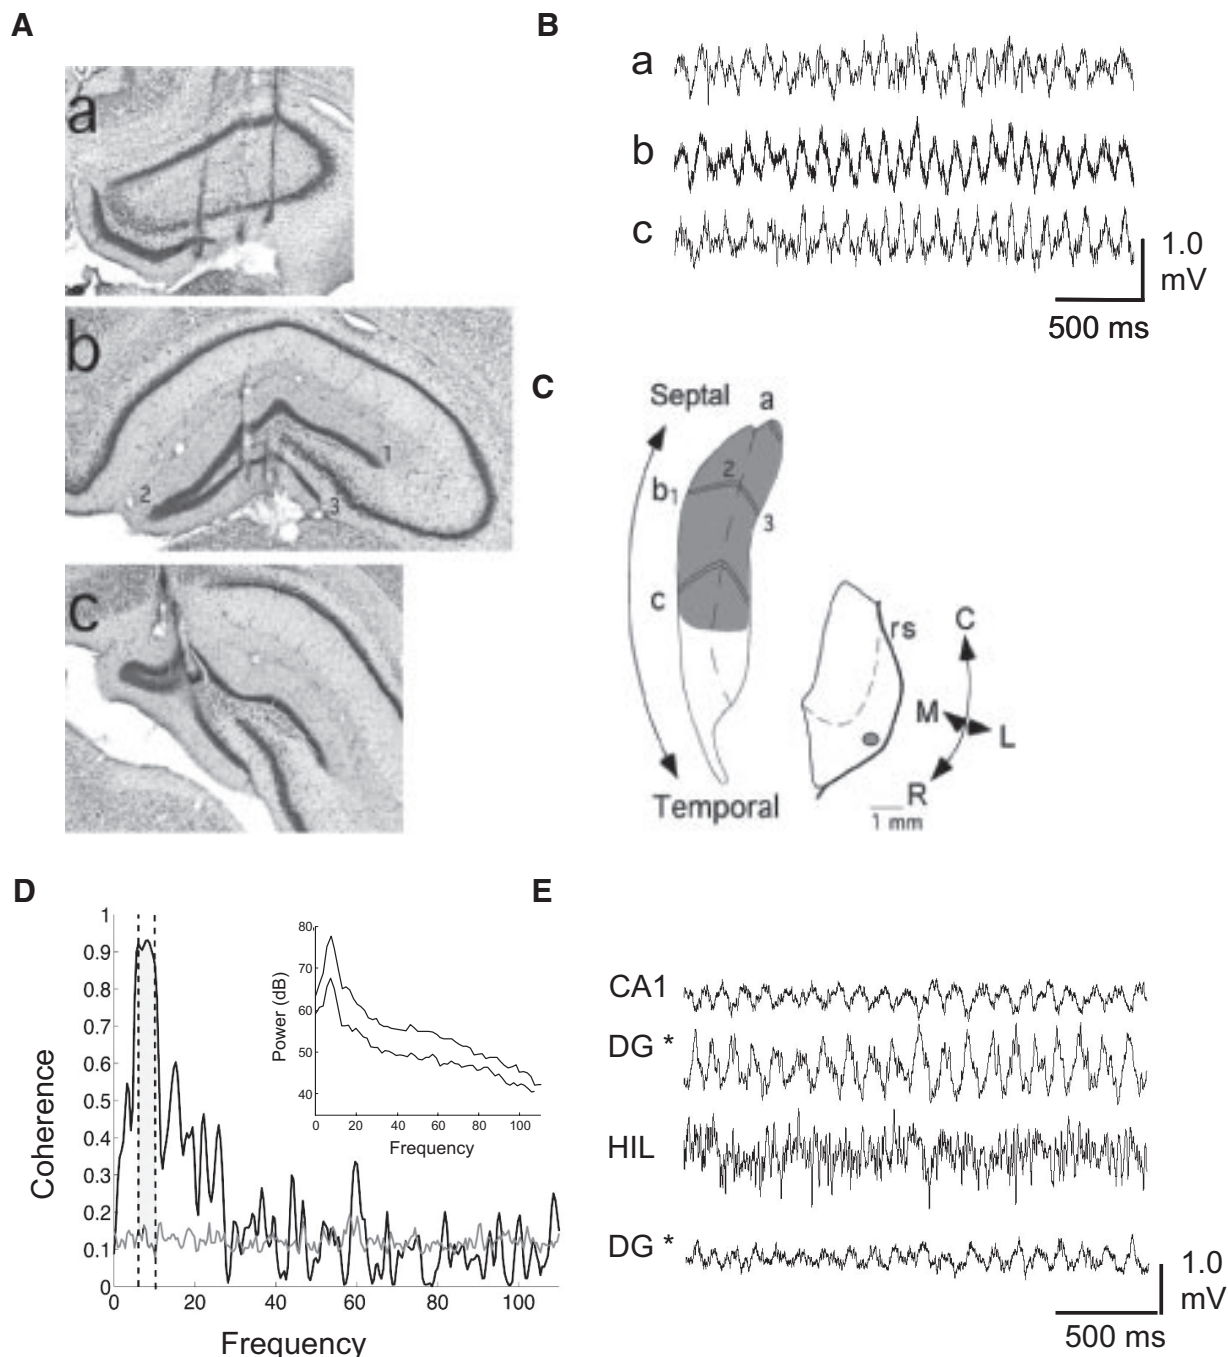 A
a
b
1
2
3
c
B
a
b
c
1.0
mV
500 ms
C
Septal
a
2
b1
3
c
Temporal
rs
C
M
L
R
1 mm
D
Coherence
1
0.9
0.8
0.7
0.6
0.5
0.4
0.3
0.2
0.1
0
0 20 40 60 80 100
Frequency
Power (dB)
80
70
60
50
40
0 20 40 60 80 100
Frequency
E
CA1
DG *
HIL
DG *
1.0
mV
500 ms